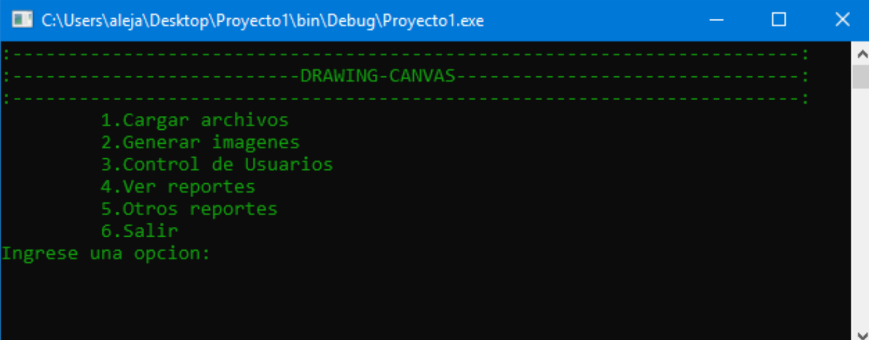 C:\Users\aleja\Desktop\Proyecto1\bin\Debug\Proyecto1.exe
:-----------------------------------------------------------------------:
:--------------------------DRAWING-CANVAS-------------------------------:
:-----------------------------------------------------------------------:
1.Cargar archivos
2.Generar imagenes
3.Control de Usuarios
4.Ver reportes
5.Otros reportes
6.Salir
Ingrese una opcion: